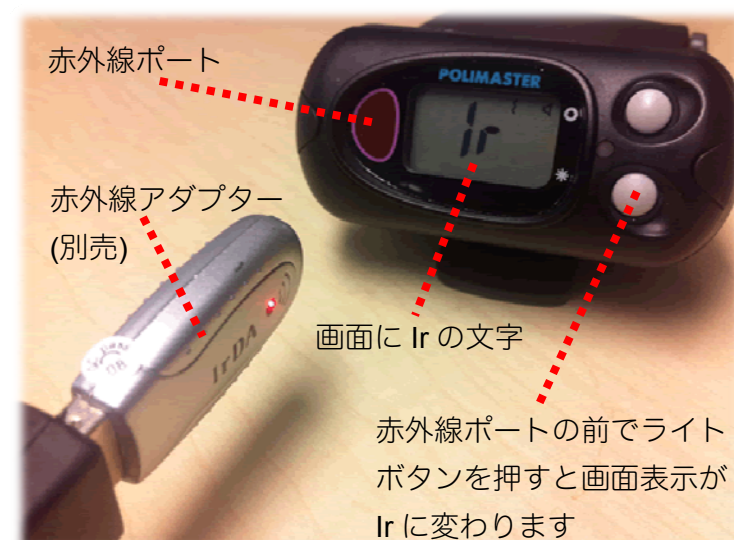 赤外線ポート
POLIMASTER
Ir
赤外線アダプター
(別売)
IrDA
画面に Ir の文字
赤外線ポートの前でライト
ボタンを押すと画面表示が
Ir に変わります